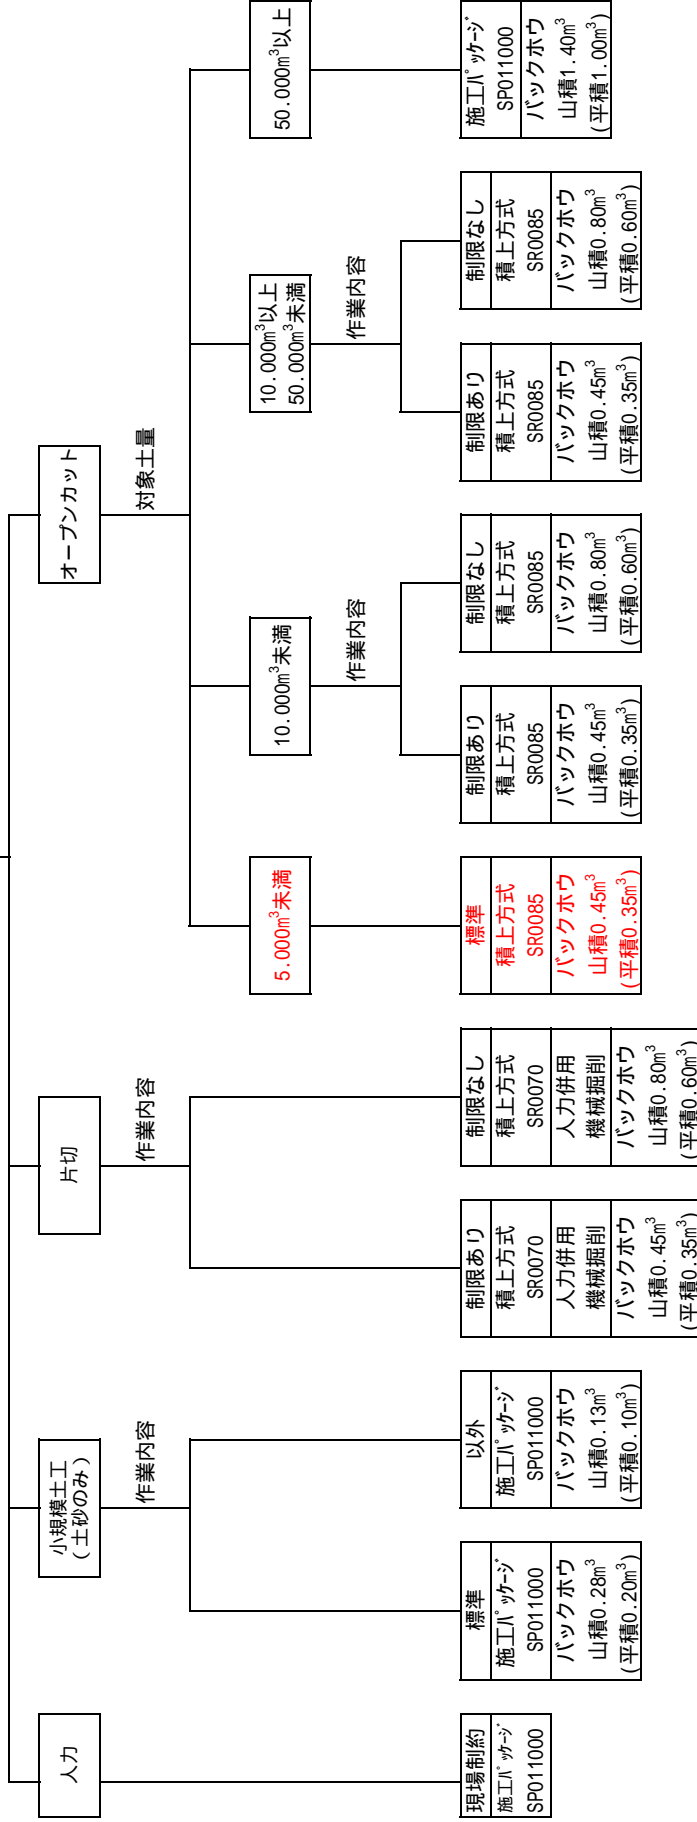 人力
小規模土工
(土砂のみ)
片切
オープンカット
作業内容
作業内容
対象土量
5.000m³未満
10.000m³未満
10.000m³以上
50.000m³未満
50.000m³以上
作業内容
作業内容
現場制約
施工ﾊﾟｯｹｰｼﾞ
SP011000
標準
施工ﾊﾟｯｹｰｼﾞ
SP011000
バックホウ
山積0.28m³
(平積0.20m³)
以外
施工ﾊﾟｯｹｰｼﾞ
SP011000
バックホウ
山積0.13m³
(平積0.10m³)
制限あり
積上方式
SR0070
人力併用
機械掘削
バックホウ
山積0.45m³
(平積0.35m³)
制限なし
積上方式
SR0070
人力併用
機械掘削
バックホウ
山積0.80m³
(平積0.60m³)
標準
積上方式
SR0085
バックホウ
山積0.45m³
(平積0.35m³)
制限あり
積上方式
SR0085
バックホウ
山積0.45m³
(平積0.35m³)
制限なし
積上方式
SR0085
バックホウ
山積0.80m³
(平積0.60m³)
制限あり
積上方式
SR0085
バックホウ
山積0.45m³
(平積0.35m³)
制限なし
積上方式
SR0085
バックホウ
山積0.80m³
(平積0.60m³)
施工ﾊﾟｯｹｰｼﾞ
SP011000
バックホウ
山積1.40m³
(平積1.00m³)